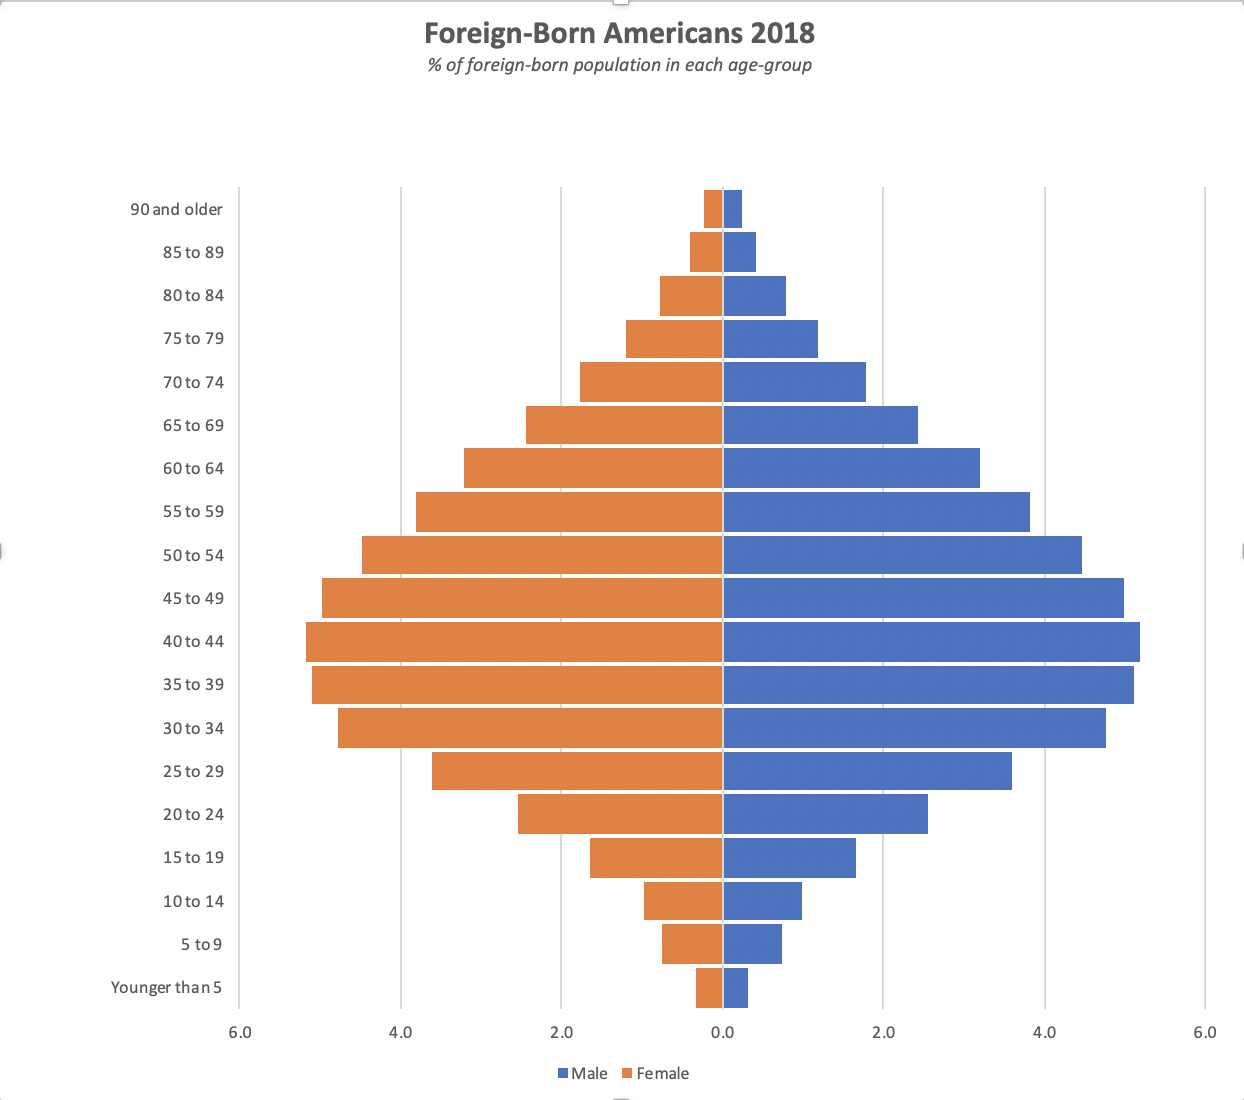 Foreign-Born Americans 2018
% of foreign-born population in each age-group
90 and older
85 to 89
80 to 84
75 to 79
70 to 74
65 to 69
60 to 64
55 to 59
50 to 54
45 to 49
40 to 44
35 to 39
30 to 34
25 to 29
20 to 24
15 to 19
10 to 14
5 to 9
Younger than 5
6.0 4.0 2.0 0.0 2.0 4.0 6.0
Male Female